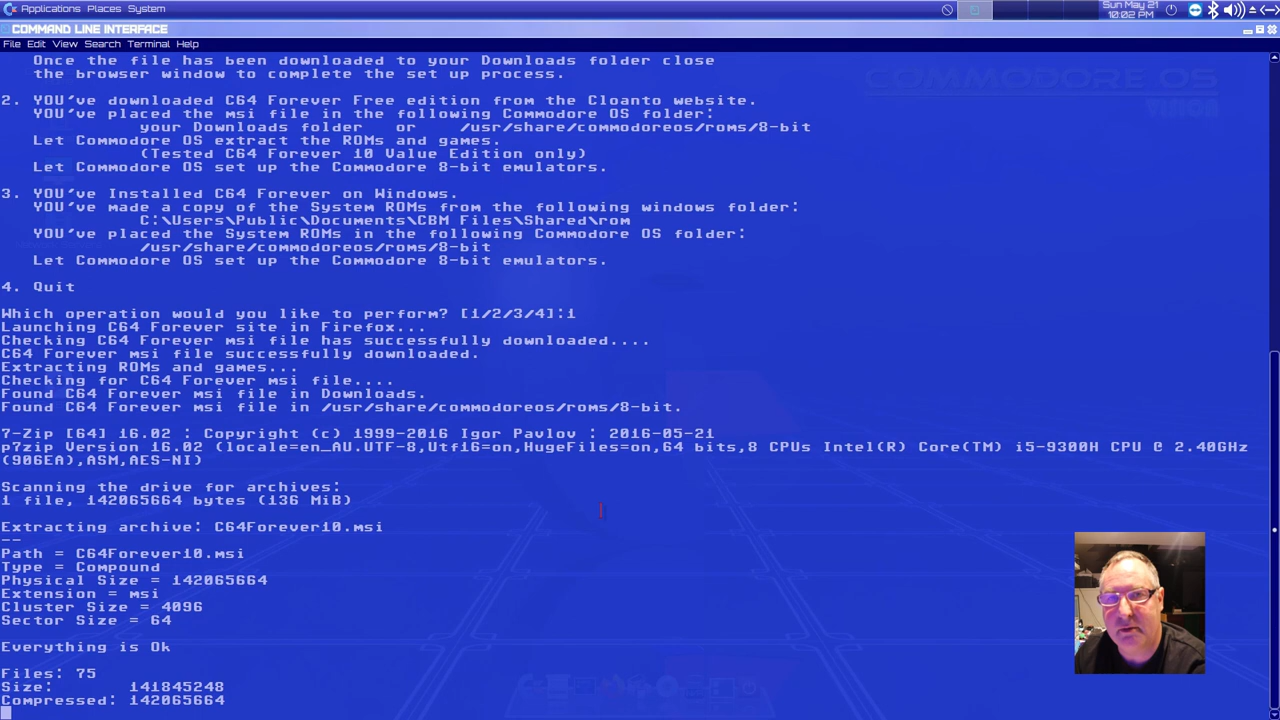 Applications Places System
Sun May 21
10:02 PM
COMMAND LINE INTERFACE
File Edit View Search Terminal Help
COMMODORE OS
VISION
Once the file has been downloaded to your Downloads folder close
the browser window to complete the set up process.
2. YOU've downloaded C64 Forever Free edition from the Cloanto website.
YOU've placed the msi file in the following Commodore OS folder:
your Downloads folder or /usr/share/commodoreos/roms/8-bit
Let Commodore OS extract the ROMs and games.
(Tested C64 Forever 10 Value Edition only)
Let Commodore OS set up the Commodore 8-bit emulators.
3. YOU've Installed C64 Forever on Windows.
YOU've made a copy of the System ROMs from the following windows folder:
C:\Users\Public\Documents\CBM Files\Shared\rom
YOU've placed the System ROMs in the following Commodore OS folder:
/usr/share/commodoreos/roms/8-bit
Let Commodore OS set up the Commodore 8-bit emulators.
4. Quit
Which operation would you like to perform? [1/2/3/4]:1
Launching C64 Forever site in Firefox...
Checking C64 Forever msi file has successfully downloaded....
C64 Forever msi file successfully downloaded.
Extracting ROMs and games...
Checking for C64 Forever msi file....
Found C64 Forever msi file in Downloads.
Found C64 Forever msi file in /usr/share/commodoreos/roms/8-bit.
7-Zip [64] 16.02 : Copyright (c) 1999-2016 Igor Pavlov : 2016-05-21
p7zip Version 16.02 (locale=en_AU.UTF-8,Utf16=on,HugeFiles=on,64 bits,8 CPUs Intel(R) Core(TM) i5-9300H CPU @ 2.40GHz
(906EA),ASM,AES-NI)
Scanning the drive for archives:
1 file, 142065664 bytes (136 MiB)
Extracting archive: C64Forever10.msi
--
Path = C64Forever10.msi
Type = Compound
Physical Size = 142065664
Extension = msi
Cluster Size = 4096
Sector Size = 64
Everything is Ok
Files: 75
Size: 141845248
Compressed: 142065664